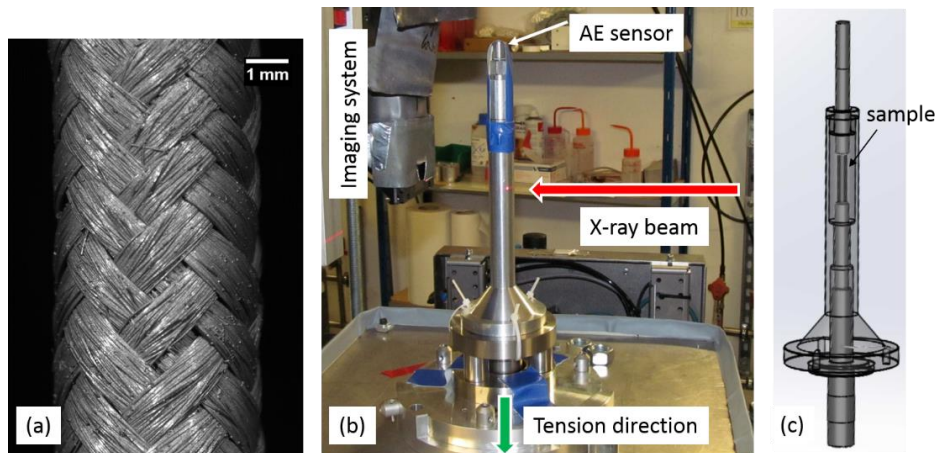 1 mm
(a)
Imaging system
AE sensor
X-ray beam
Tension direction
(b)
sample
(c)